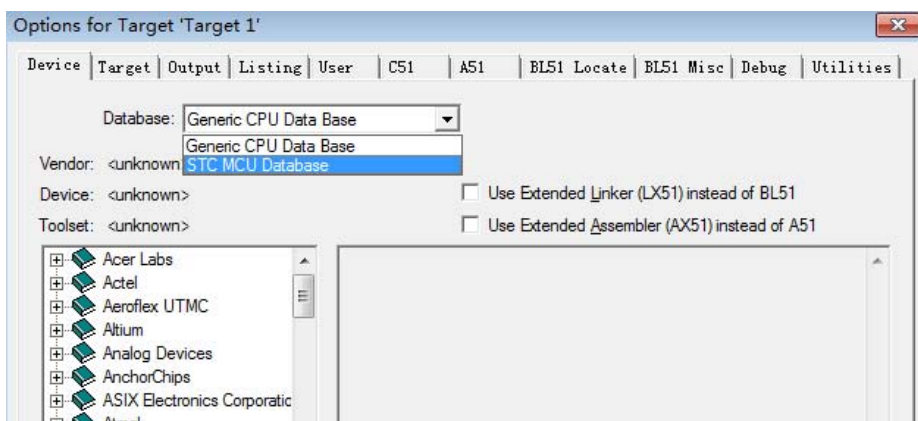 Options for Target 'Target 1'
Device Target Output Listing User C51 A51 BL51 Locate BL51 Misc Debug Utilities
Database: Generic CPU Data Base
Generic CPU Data Base
Vendor: <unknown STC MCU Database
Device: <unknown> Use Extended Linker (LX51) instead of BL51
Toolset: <unknown> Use Extended Assembler (AX51) instead of A51
Acer Labs
Actel
Aeroflex UTMC
Altium
Analog Devices
AnchorChips
ASIX Electronics Corporatic